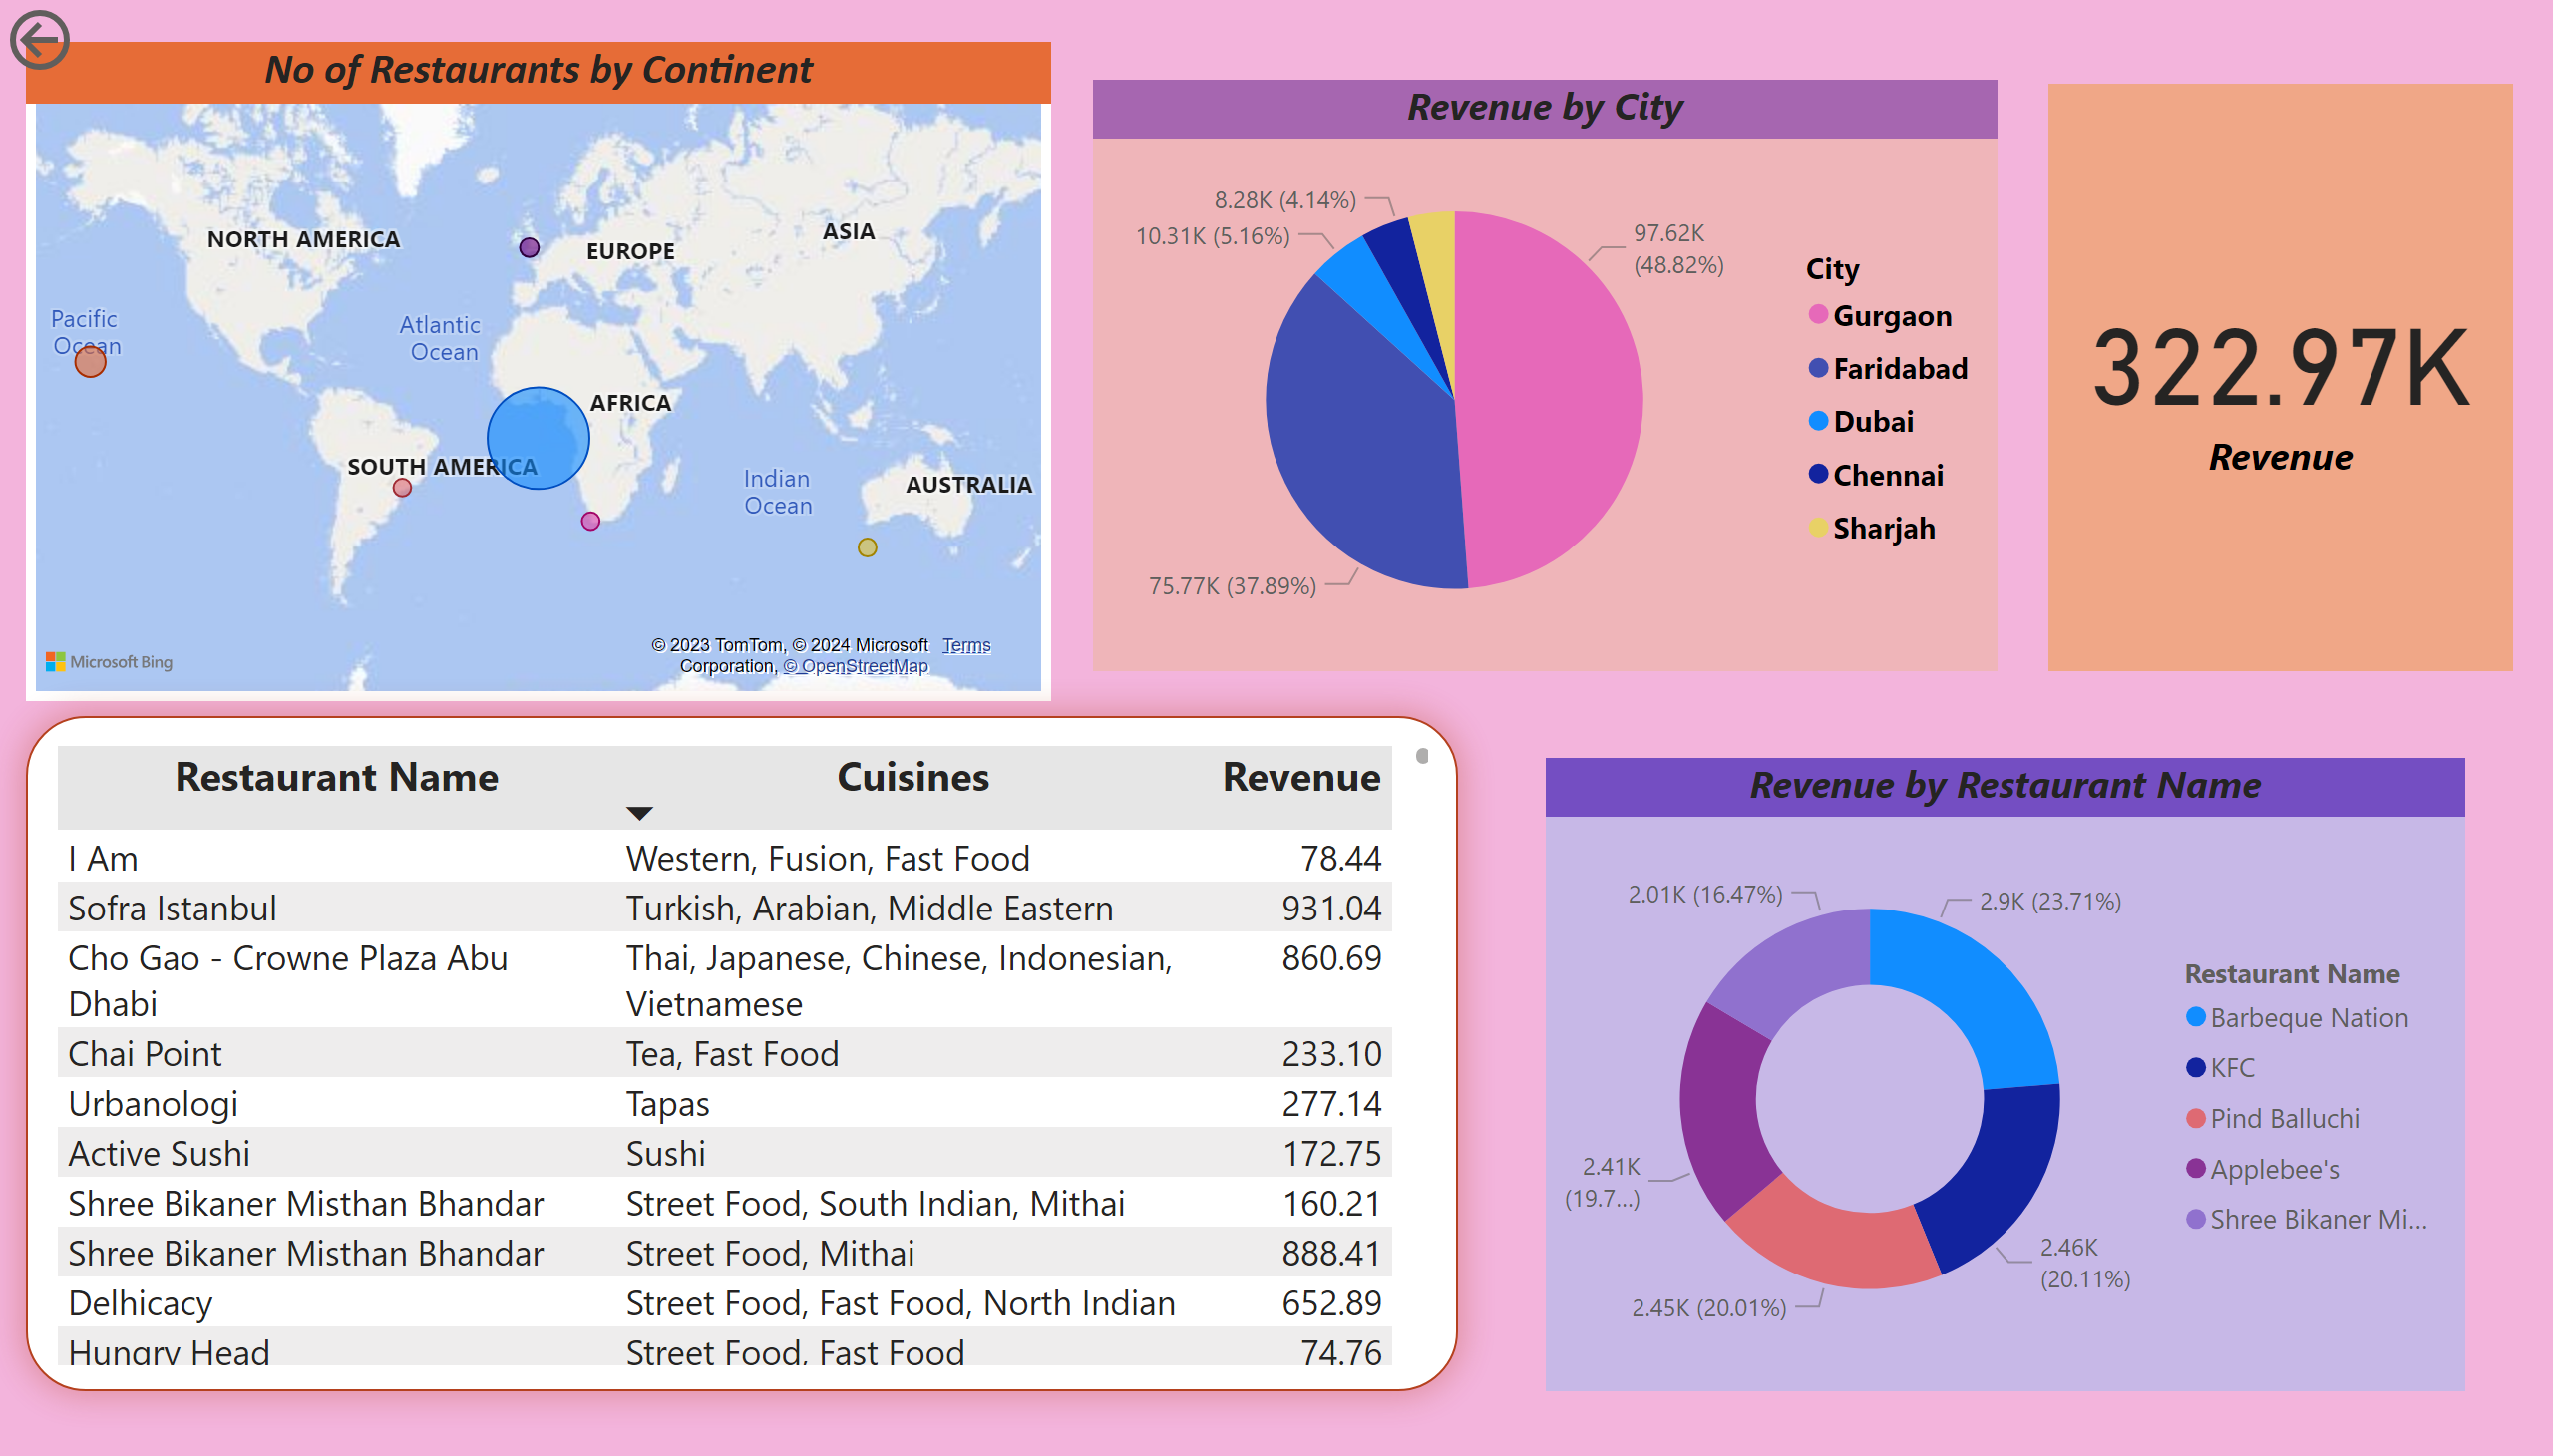 No of Restaurants by Continent
NORTH AMERICA
EUROPE
ASIA
Pacific
Ocean
Atlantic
Ocean
AFRICA
SOUTH AMERICA
Indian
Ocean
AUSTRALIA
Microsoft Bing
© 2023 TomTom, © 2024 Microsoft Terms
Corporation, © OpenStreetMap
Revenue by City
8.28K (4.14%)
10.31K (5.16%)
97.62K
(48.82%)
75.77K (37.89%)
City
Gurgaon
Faridabad
Dubai
Chennai
Sharjah
322.97K
Revenue
Restaurant Name Cuisines Revenue
I Am Western, Fusion, Fast Food 78.44
Sofra Istanbul Turkish, Arabian, Middle Eastern 931.04
Cho Gao - Crowne Plaza Abu Thai, Japanese, Chinese, Indonesian, 860.69
Dhabi Vietnamese
Chai Point Tea, Fast Food 233.10
Urbanologi Tapas 277.14
Active Sushi Sushi 172.75
Shree Bikaner Misthan Bhandar Street Food, South Indian, Mithai 160.21
Shree Bikaner Misthan Bhandar Street Food, Mithai 888.41
Delhicacy Street Food, Fast Food, North Indian 652.89
Hungry Head Street Food, Fast Food 74.76
Revenue by Restaurant Name
2.01K (16.47%)
2.9K (23.71%)
2.41K
(19.7...)
2.46K
(20.11%)
2.45K (20.01%)
Restaurant Name
Barbeque Nation
KFC
Pind Balluchi
Applebee's
Shree Bikaner Mi...